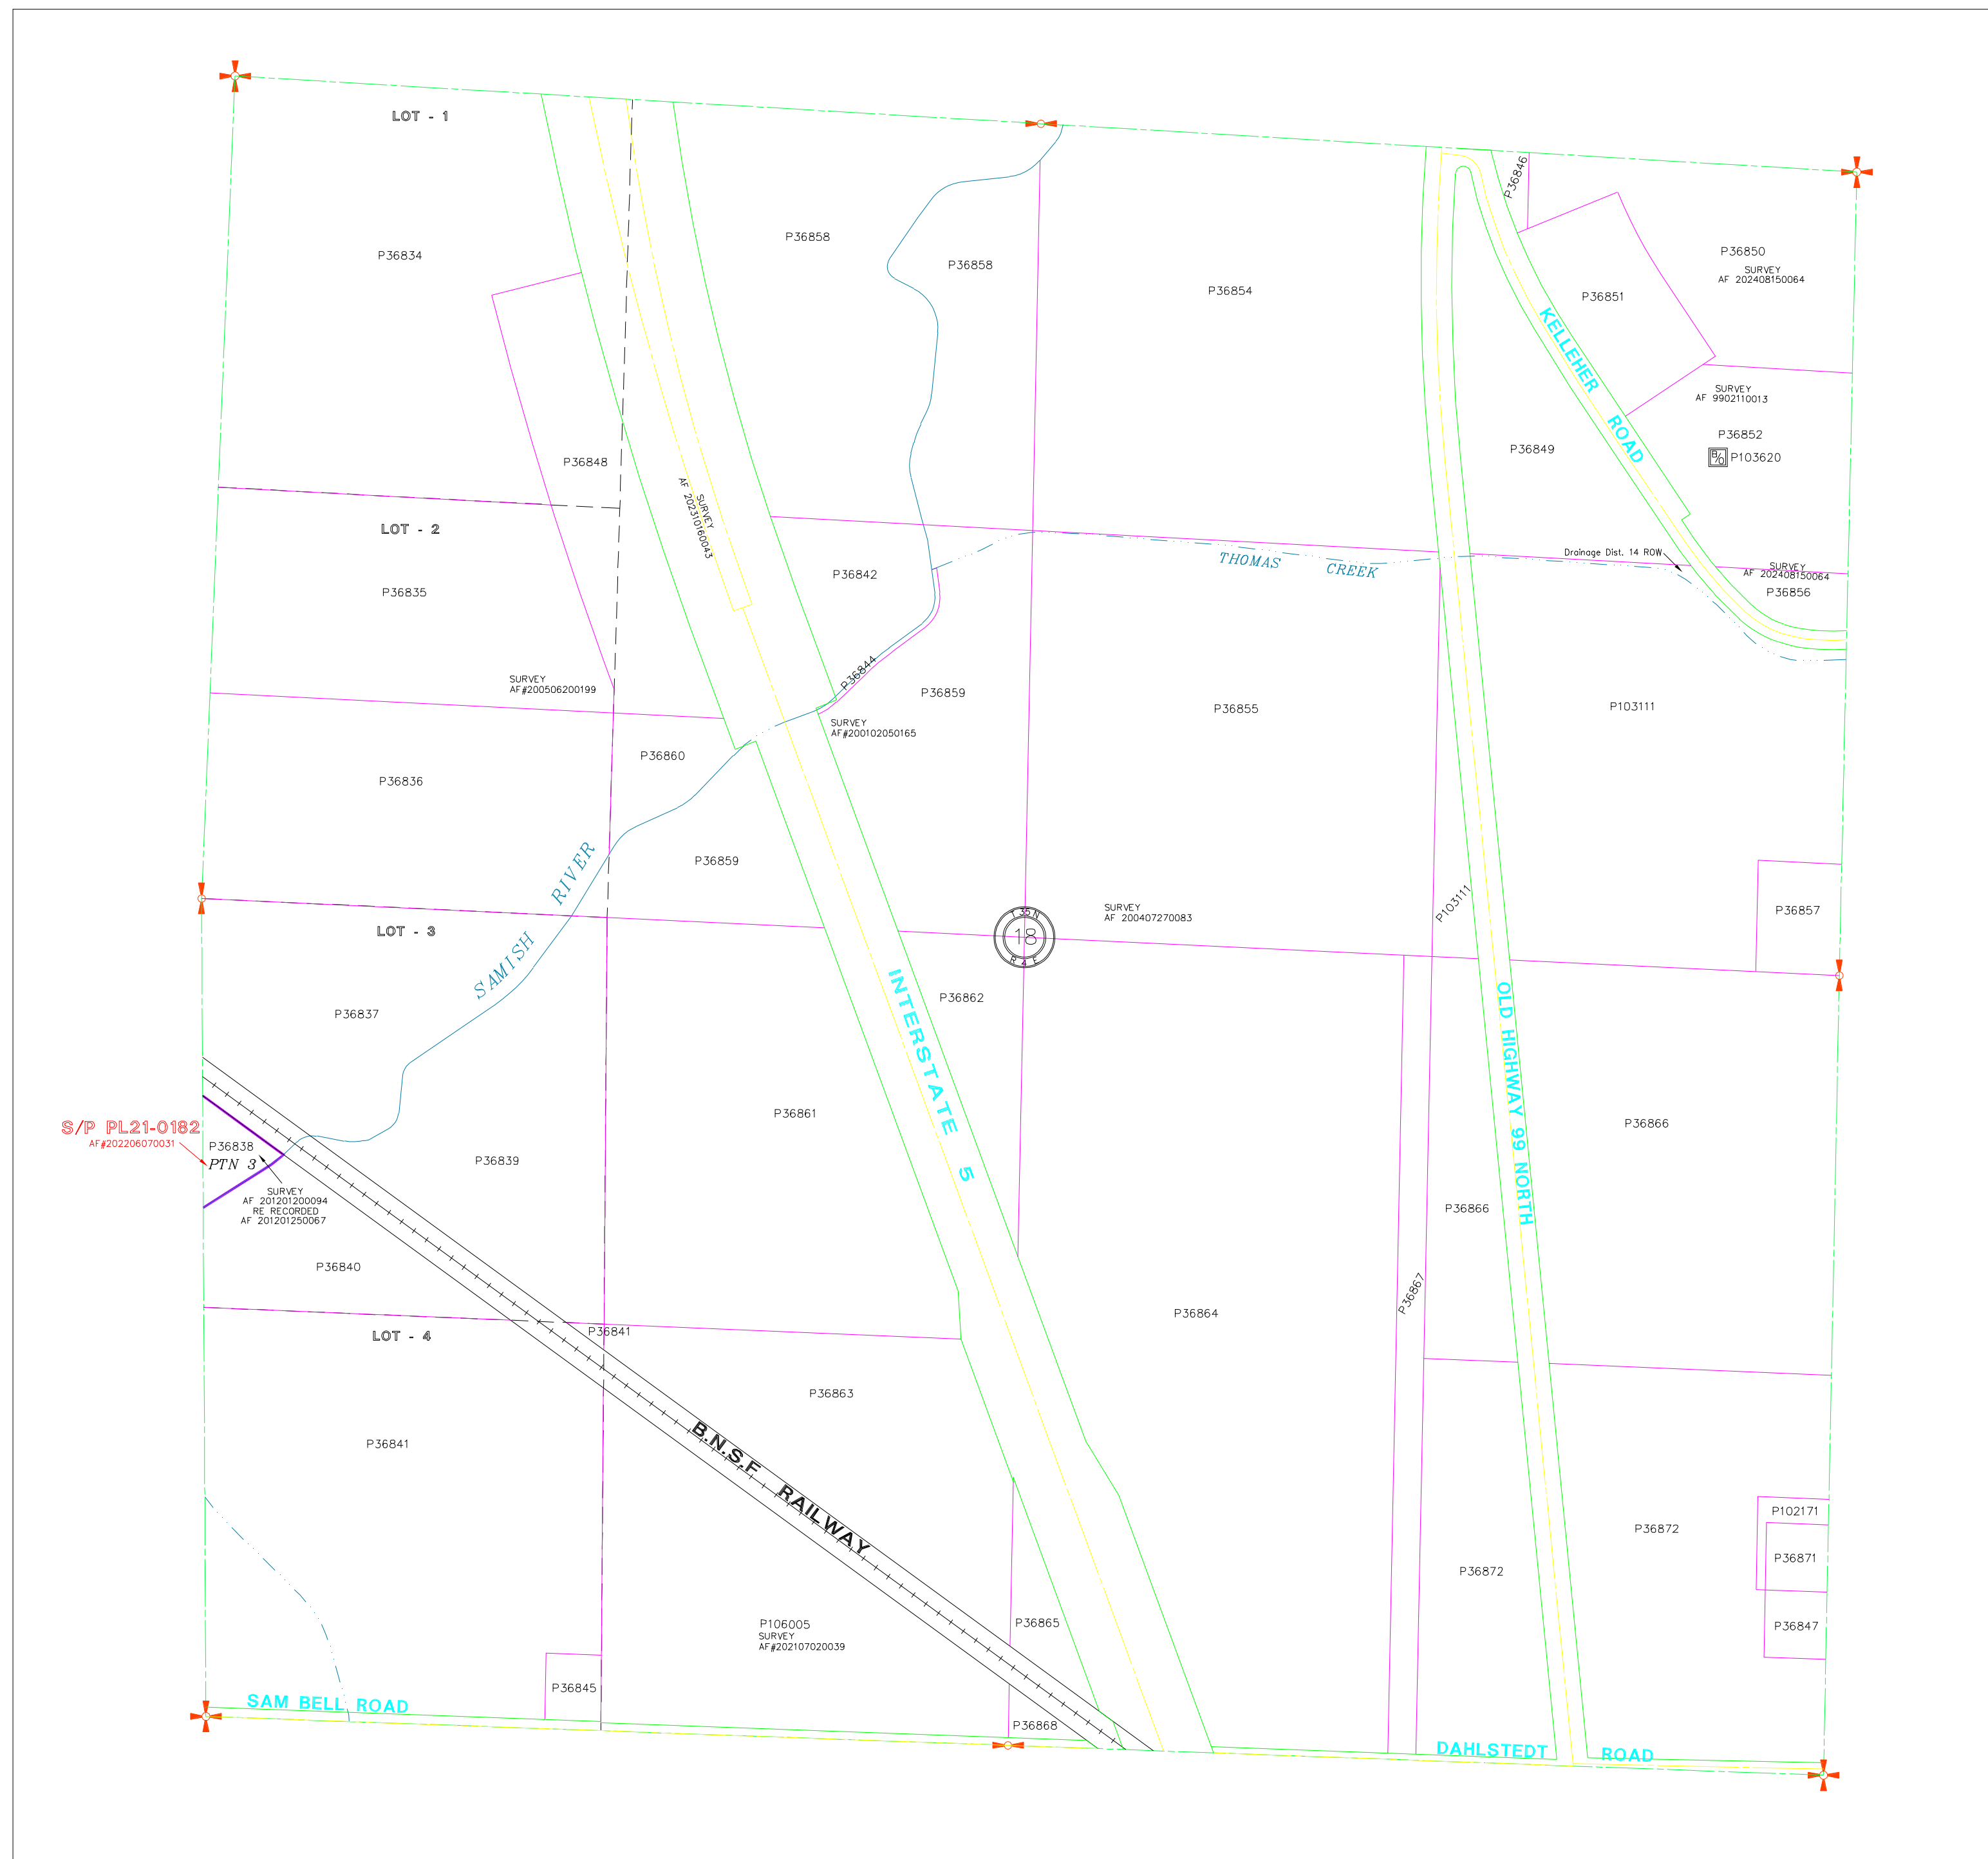 LOT - 1
P36846
P36834
P36858
P36858
P36854
P36850
SURVEY
AF 202408150064
P36851
KELLEHER ROAD
SURVEY
AF 9902110013
P36852
B/O P103620
P36849
P36848
SURVEY
AF 202310160043
LOT - 2
P36835
P36842
THOMAS CREEK
Drainage Dist. 14 ROW
SURVEY
AF 202408150064
P36856
P36844
SURVEY
AF#200506200199
P36859
P36855
P103111
SURVEY
AF#200102050165
P36860
P36836
P36859
SAMISH RIVER
P103111
P36857
SURVEY
AF 200407270083
T 35 N
18
R 4 E
LOT - 3
P36837
P36862
INTERSTATE 5
OLD HIGHWAY 99 NORTH
P36861
P36866
S/P PL21-0182
AF#202206070031
P36838
PTN 3
P36839
SURVEY
AF 201201200094
RE RECORDED
AF 201201250067
P36866
P36840
P36867
P36864
LOT - 4
P36841
P36863
P36841
B.N.S.F RAILWAY
P102171
P36872
P36871
P36872
P106005
SURVEY
AF#202107020039
P36865
P36847
P36845
SAM BELL ROAD
P36868
DAHLSTEDT ROAD